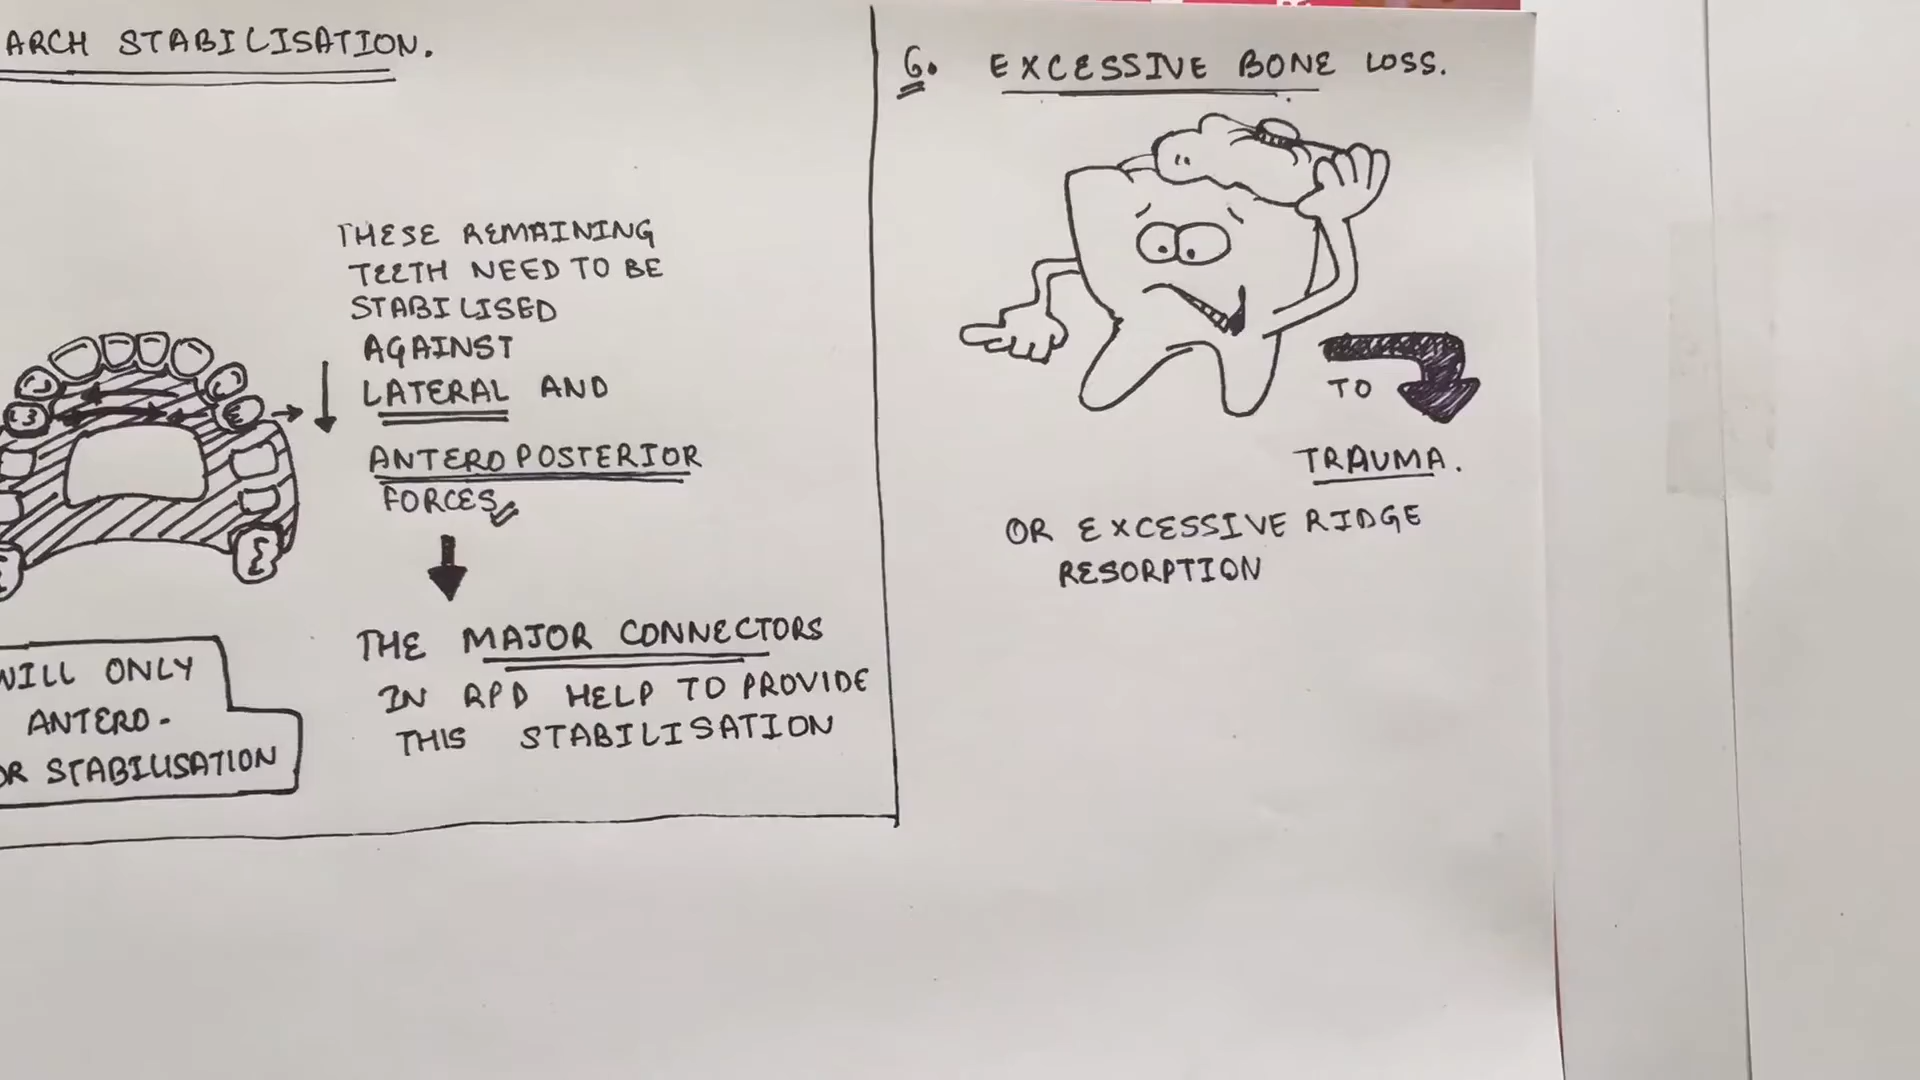 ARCH STABILISATION.
THESE REMAINING
TEETH NEED TO BE
STABILISED
AGAINST
LATERAL AND
ANTEROPOSTERIOR
FORCES
THE MAJOR CONNECTORS
IN RPD HELP TO PROVIDE
THIS STABILISATION
WILL ONLY
ANTERO-
OR STABILISATION
6. EXCESSIVE BONE LOSS.
TO
TRAUMA.
OR EXCESSIVE RIDGE
RESORPTION